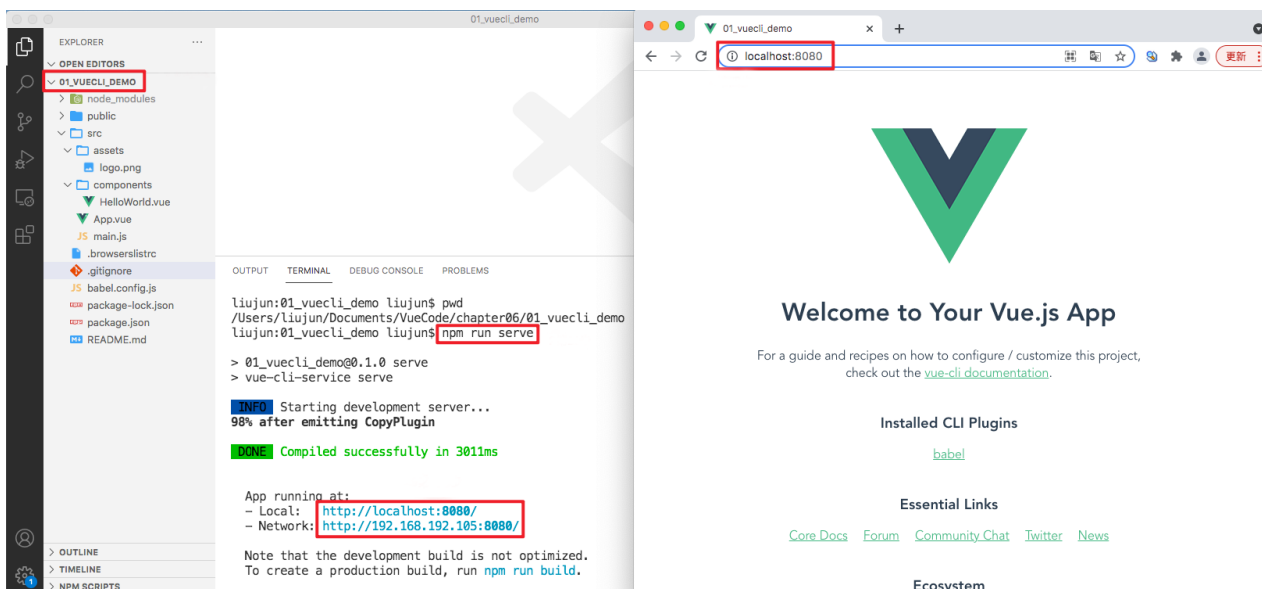 01_vuecli_demo
EXPLORER
OPEN EDITORS
01_VUECLI_DEMO
node_modules
public
src
assets
logo.png
components
HelloWorld.vue
App.vue
JS main.js
.browserslistrc
.gitignore
JS babel.config.js
package-lock.json
package.json
README.md
OUTLINE
TIMELINE
NPM SCRIPTS
1
OUTPUT TERMINAL DEBUG CONSOLE PROBLEMS
liujun:01_vuecli_demo liujun$ pwd
/Users/liujun/Documents/VueCode/chapter06/01_vuecli_demo
liujun:01_vuecli_demo liujun$ npm run serve
> 01_vuecli_demo@0.1.0 serve
> vue-cli-service serve
INFO Starting development server...
98% after emitting CopyPlugin
DONE Compiled successfully in 3011ms
App running at:
- Local: http://localhost:8080/
- Network: http://192.168.192.105:8080/
Note that the development build is not optimized.
To create a production build, run npm run build.
01_vuecli_demo
localhost:8080
更新
Welcome to Your Vue.js App
For a guide and recipes on how to configure / customize this project,
check out the vue-cli documentation.
Installed CLI Plugins
babel
Essential Links
Core Docs Forum Community Chat Twitter News
Ecosystem